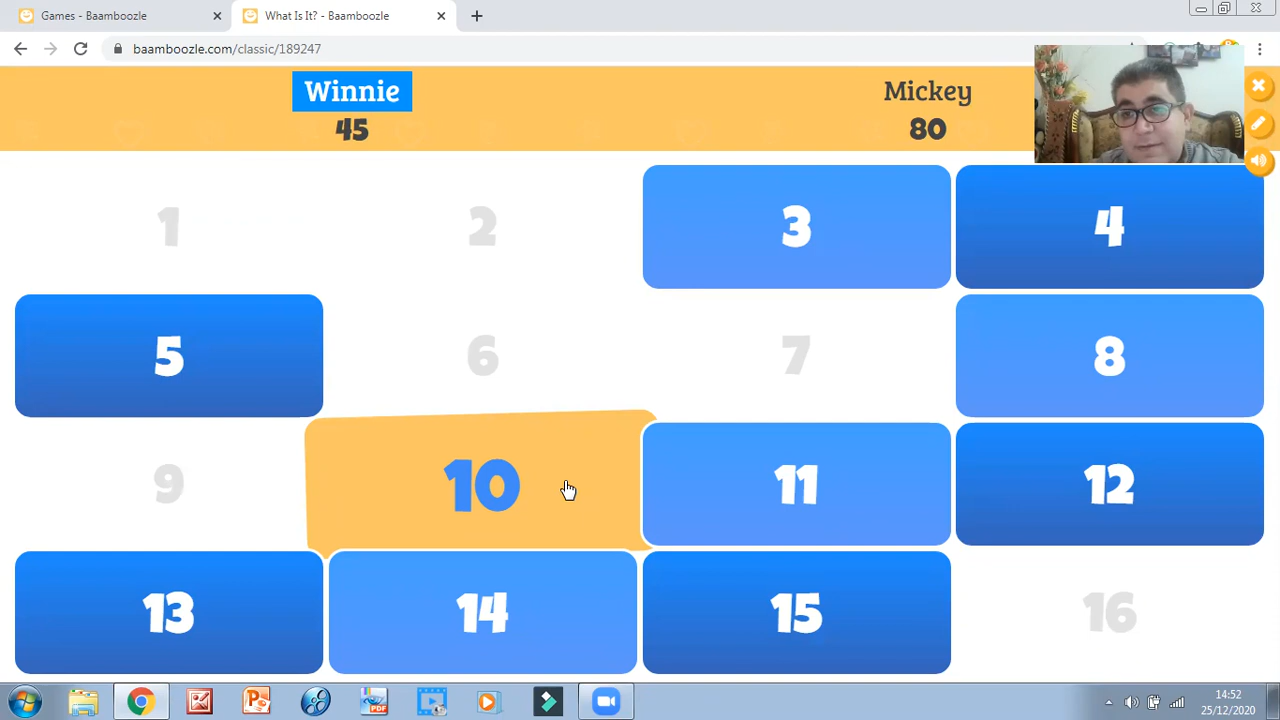 Games - Baamboozle
What Is It? - Baamboozle
baamboozle.com/classic/189247
Winnie
45
Mickey
80
1 2 3 4
5 6 7 8
9 10 11 12
13 14 15 16
14:52
25/12/2020